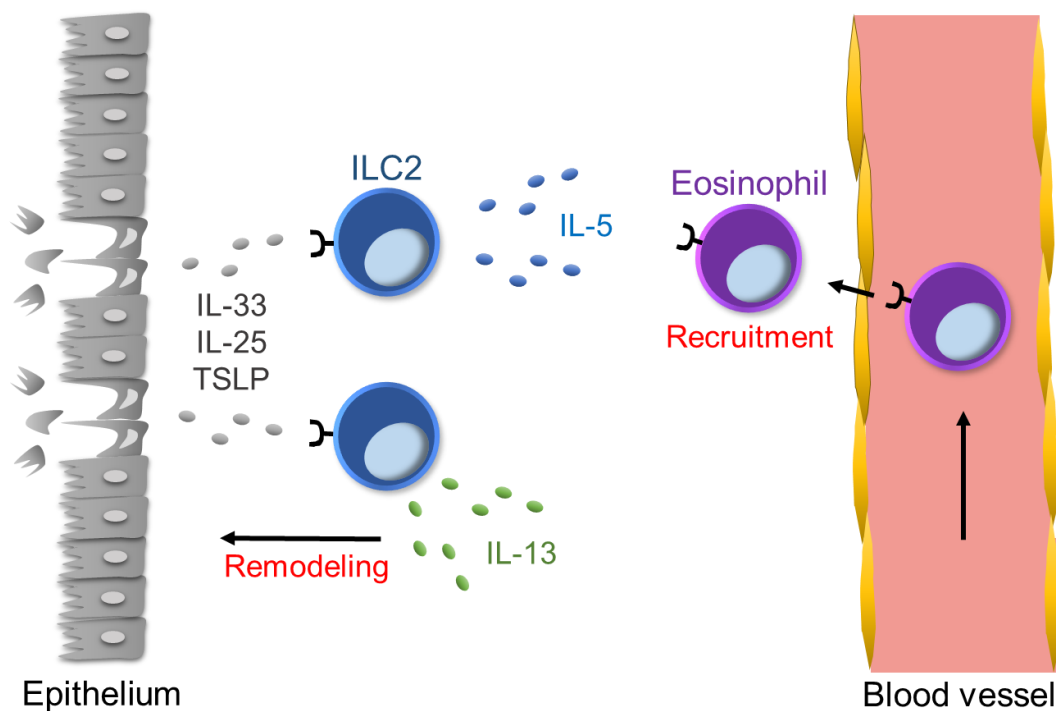 ILC2
Eosinophil
IL-5
IL-33
IL-25
TSLP
Recruitment
IL-13
Remodeling
Epithelium
Blood vessel